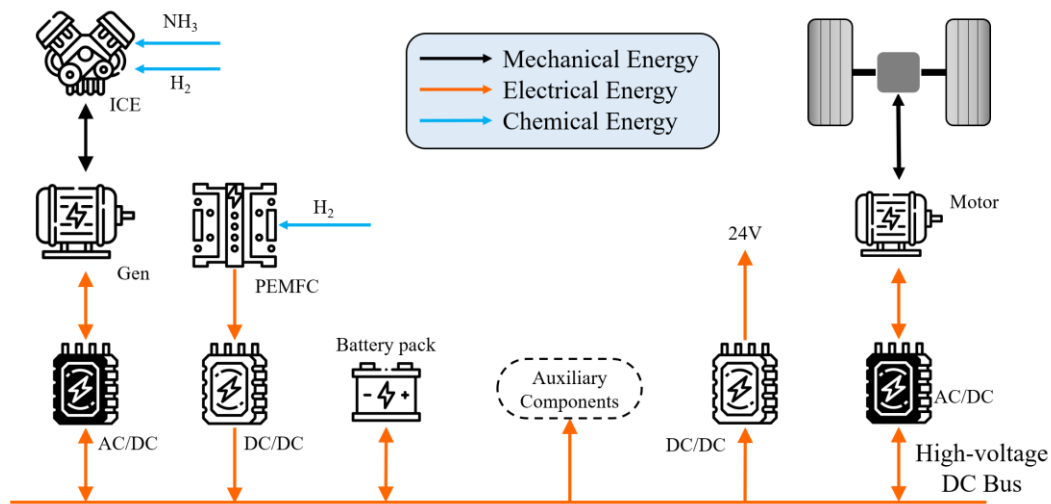 NH₃
H₂
ICE
Mechanical Energy
Electrical Energy
Chemical Energy
H₂
Gen
PEMFC
24V
Motor
Battery pack
Auxiliary
Components
AC/DC
DC/DC
DC/DC
AC/DC
High-voltage
DC Bus